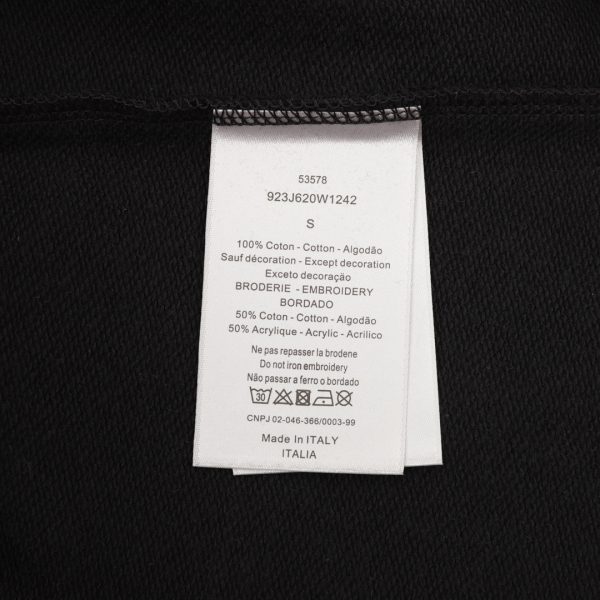 53578
923J620W1242
S
100% Coton - Cotton - Algodão
Sauf décoration - Except decoration
Exceto decoração
BRODERIE - EMBROIDERY
BORDADO
50% Coton - Cotton - Algodão
50% Acrylique - Acrylic - Acrilico
Ne pas repasser la brodene
Do not iron embroidery
Não passar a ferro o bordado
30
CNPJ 02-046-366/0003-99
Made In ITALY
ITALIA